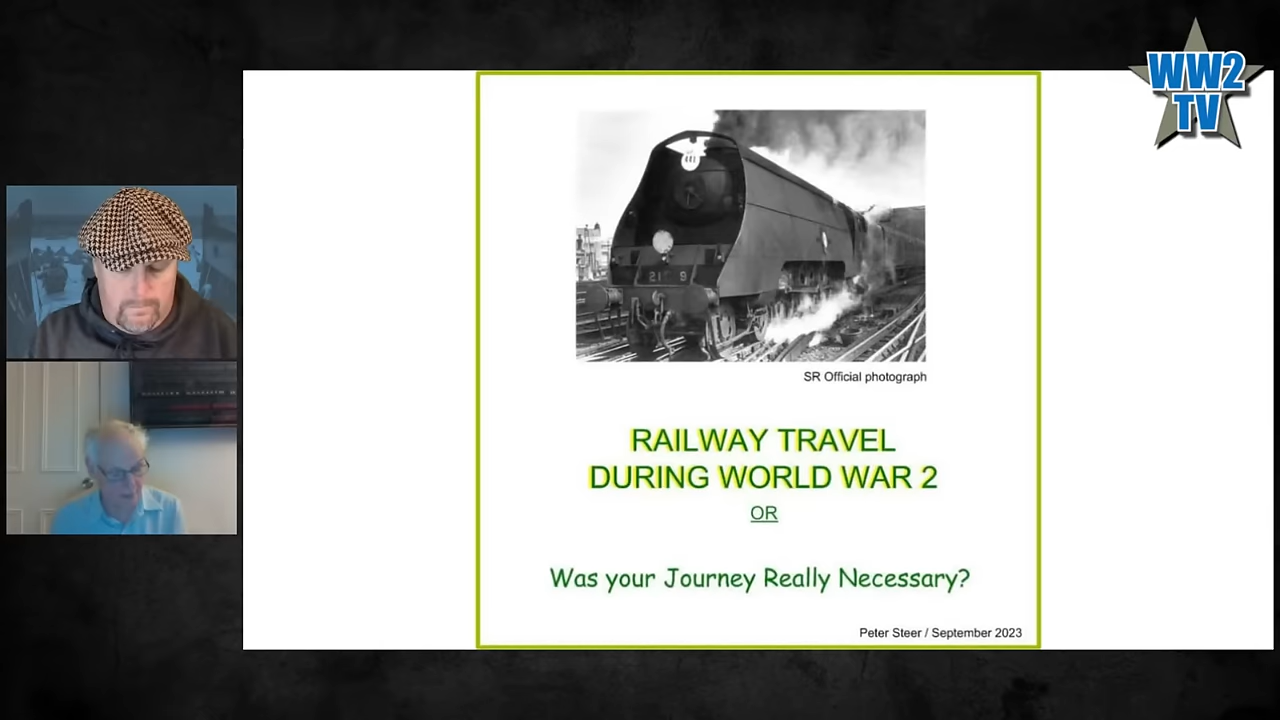 WW2
TV
SR Official photograph
RAILWAY TRAVEL
DURING WORLD WAR 2
OR
Was your Journey Really Necessary?
Peter Steer / September 2023